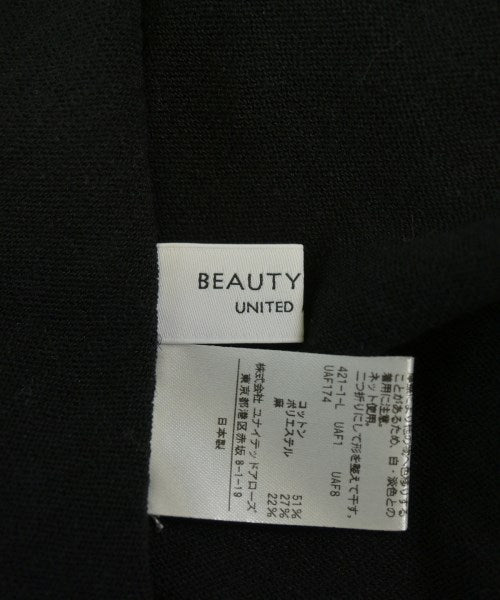 BEAUTY
UNITED
ことがあるため、白・淡色との
着用に注意。
ネット使用。
二つ折りにして形を整えて干す。
421-1-L UAF1 UAF8
UAF174
コットン 51%
ポリエステル 27%
麻 22%
株式会社 ユナイテッドアローズ
東京都港区赤坂8-1-19
日本製